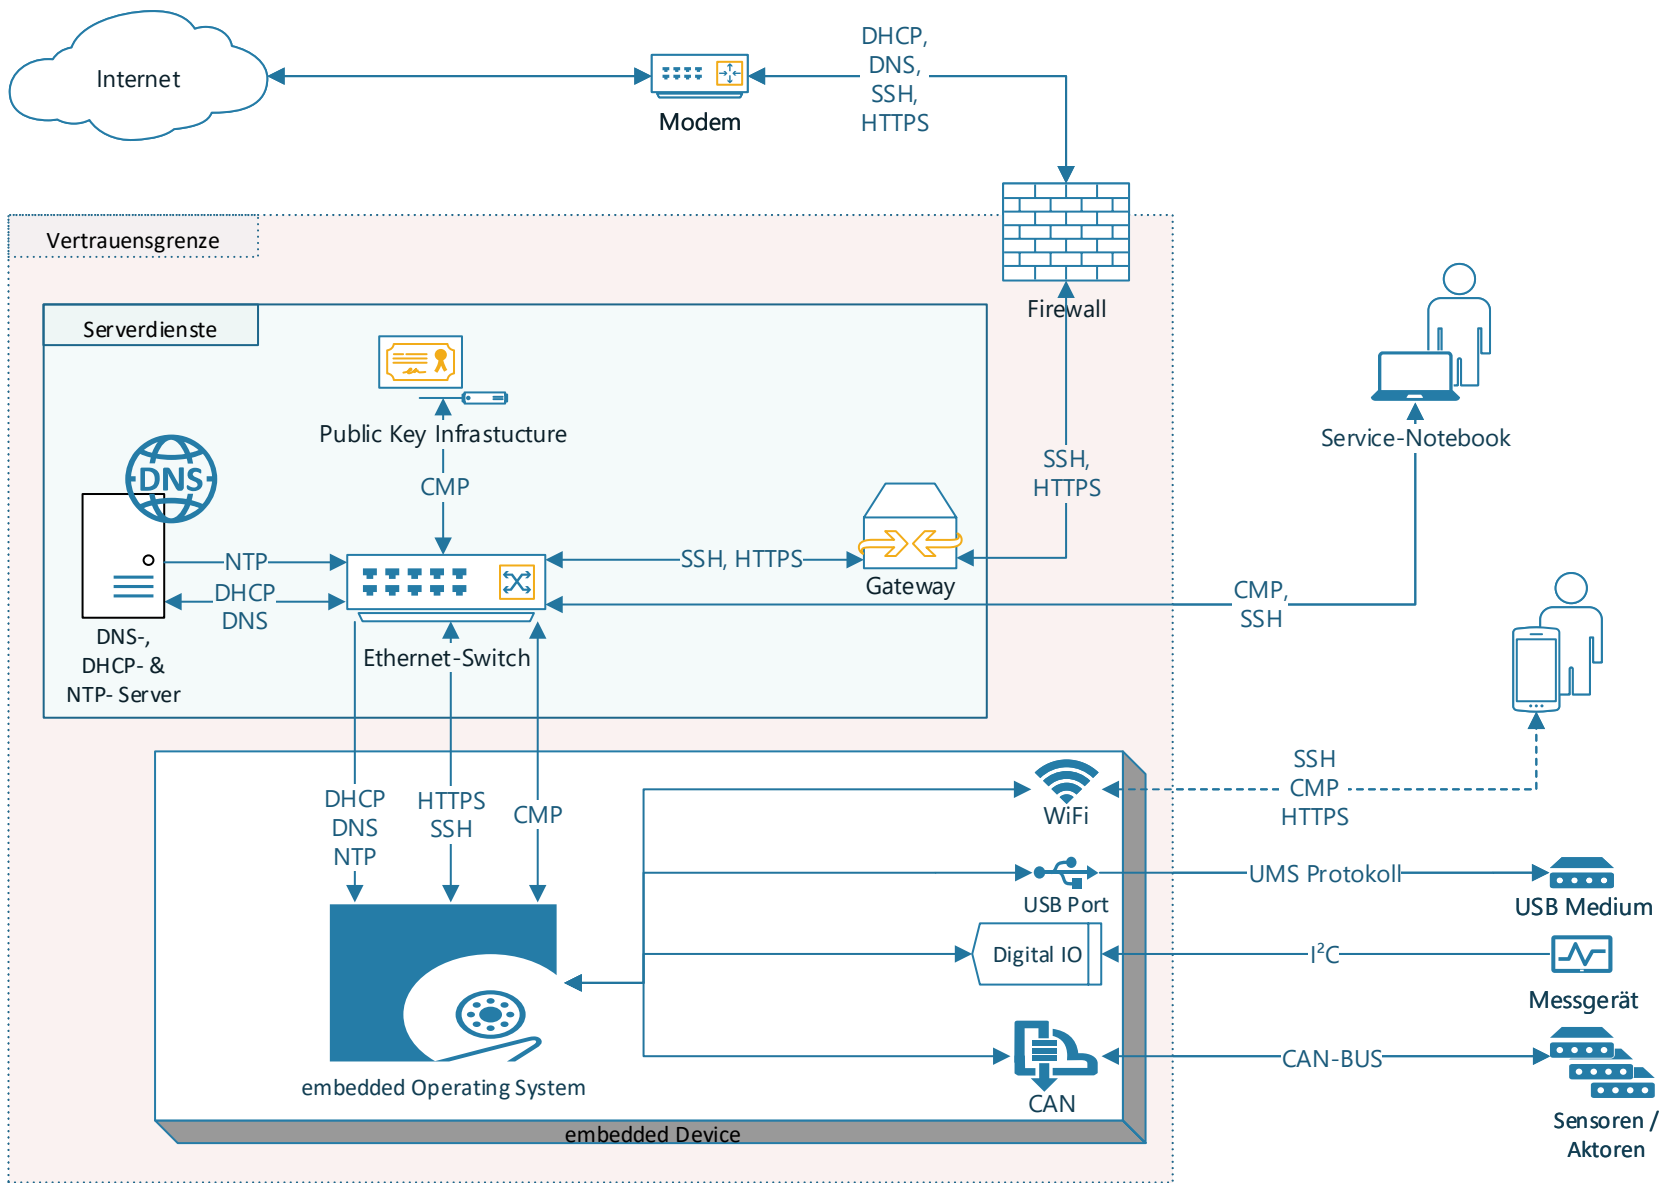 DHCP,
DNS,
SSH,
HTTPS
Internet
Modem
Vertrauensgrenze
Firewall
Serverdienste
Public Key Infrastucture
Service-Notebook
CMP
SSH,
HTTPS
DNS
NTP
DHCP
DNS
SSH, HTTPS
Gateway
CMP,
SSH
DNS-,
DHCP- &
NTP- Server
Ethernet-Switch
DHCP
DNS
NTP
HTTPS
SSH
CMP
WiFi
SSH
CMP
HTTPS
USB Port
UMS Protokoll
USB Medium
Digital IO
I²C
Messgerät
CAN
CAN-BUS
Sensoren /
Aktoren
embedded Operating System
embedded Device